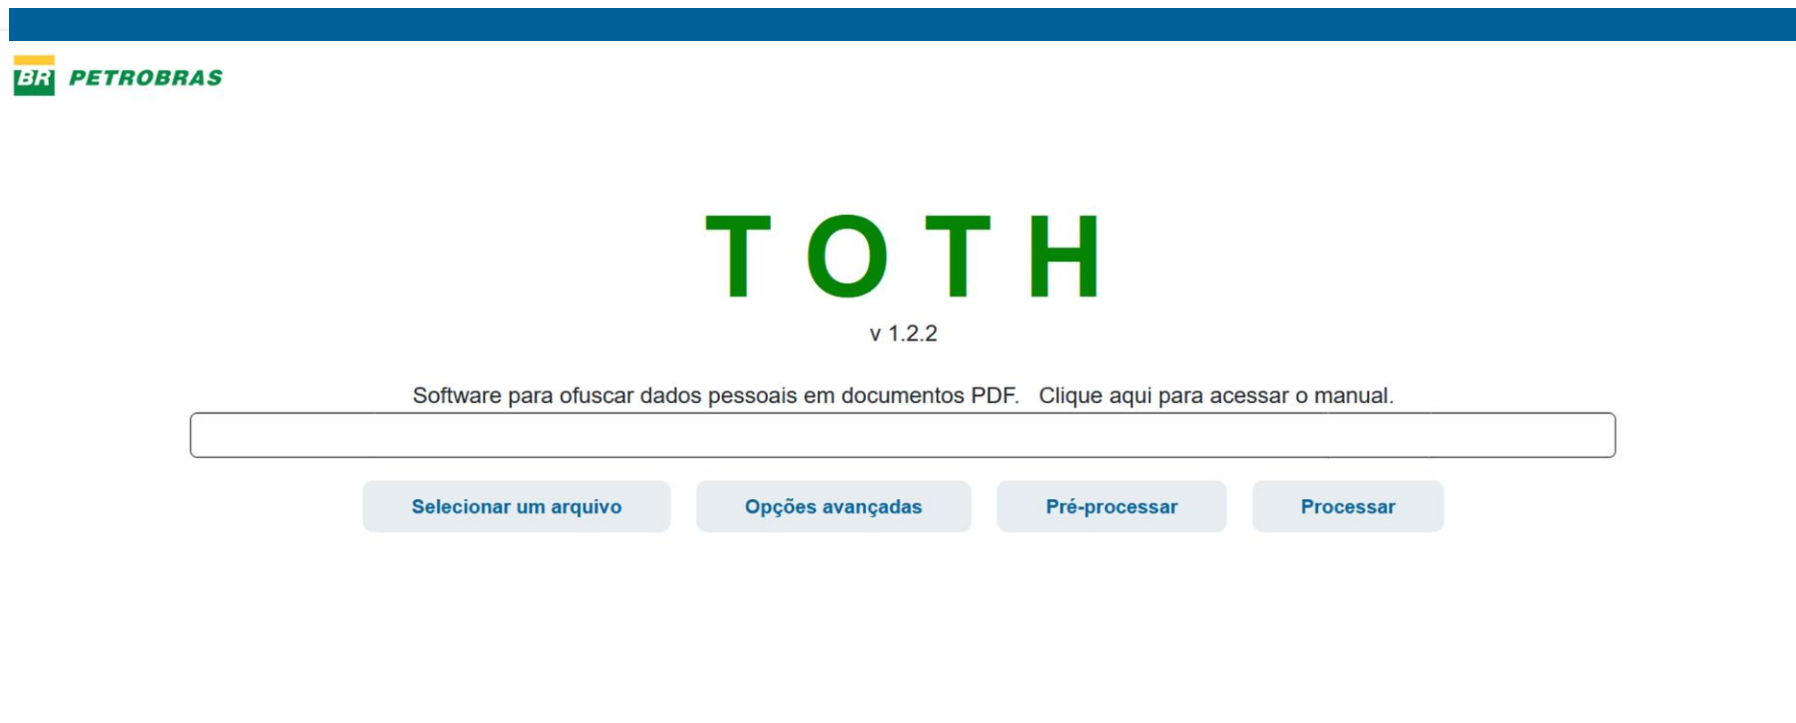 BR PETROBRAS
T O T H
v 1.2.2
Software para ofuscar dados pessoais em documentos PDF. Clique aqui para acessar o manual.
Selecionar um arquivo Opções avançadas Pré-processar Processar